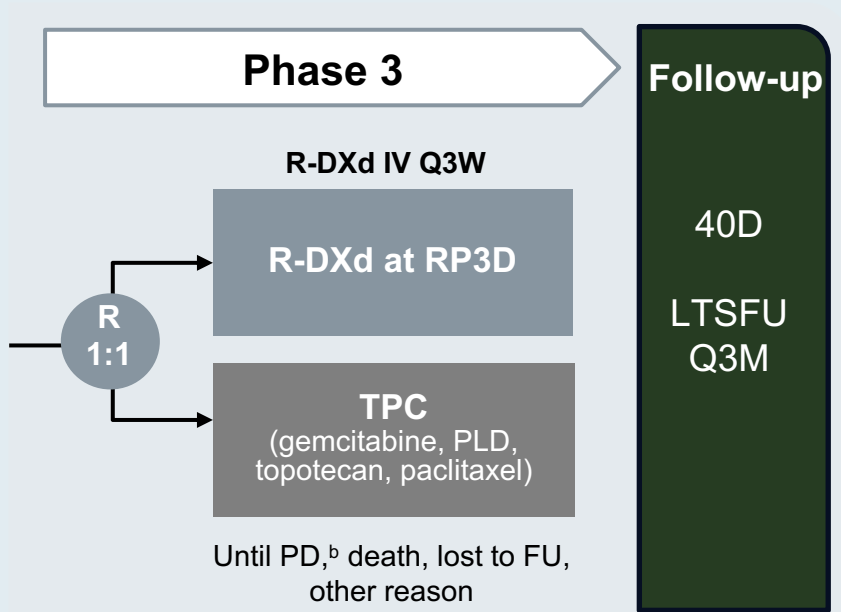 Phase 3
Follow-up
R-DXd IV Q3W
R-DXd at RP3D
R
1:1
TPC
(gemcitabine, PLD,
topotecan, paclitaxel)
Until PD,ᵇ death, lost to FU,
other reason
40D
LTSFU
Q3M